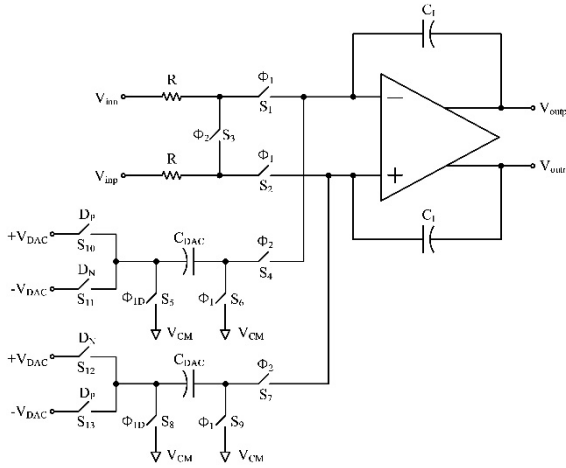 C_I
R
Φ_1
V_inn
S_1
V_outp
Φ_2 S_3
R
Φ_1
V_inp
S_2
V_outn
D_P
C_I
+V_DAC
S_10
C_DAC
Φ_2
D_N
S_4
-V_DAC
S_11
Φ_1D S_5
Φ_1 S_6
V_CM
V_CM
D_N
+V_DAC
S_12
C_DAC
Φ_2
D_P
S_7
-V_DAC
S_13
Φ_1D S_8
Φ_1 S_9
V_CM
V_CM